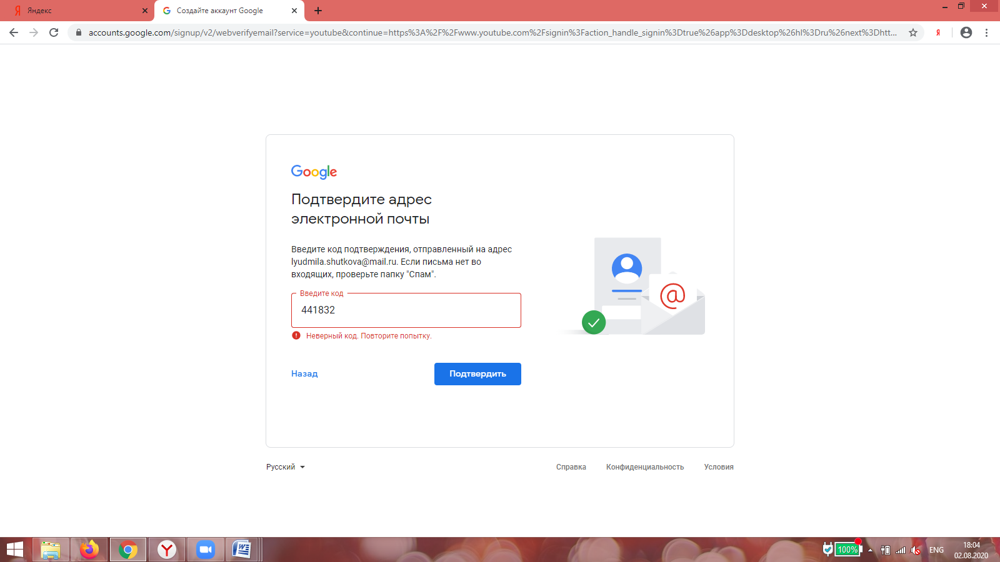 Яндекс
Создайте аккаунт Google
accounts.google.com/signup/v2/webverifyemail?service=youtube&continue=https%3A%2F%2Fwww.youtube.com%2Fsignin%3Faction_handle_signin%3Dtrue%26app%3Ddesktop%26hl%3Dru%26next%3Dhtt...
Google
Подтвердите адрес
электронной почты
Введите код подтверждения, отправленный на адрес
lyudmila.shutkova@mail.ru. Если письма нет во
входящих, проверьте папку "Спам".
Введите код
441832
Неверный код. Повторите попытку.
Назад
Подтвердить
Русский
Справка
Конфиденциальность
Условия
100%
ENG
18:04
02.08.2020